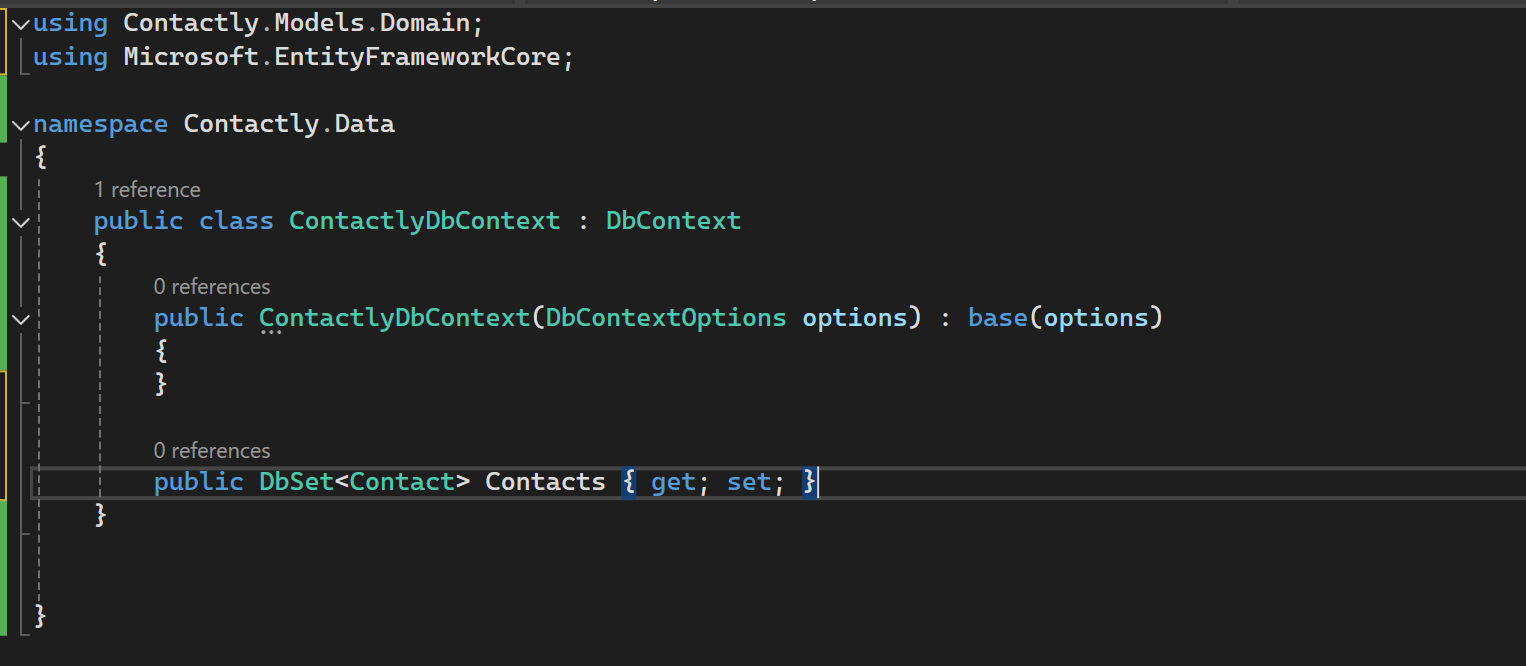 using Contactly.Models.Domain;
using Microsoft.EntityFrameworkCore;
namespace Contactly.Data
{
1 reference
public class ContactlyDbContext : DbContext
{
0 references
public ContactlyDbContext(DbContextOptions options) : base(options)
{
}
0 references
public DbSet<Contact> Contacts { get; set; }
}
}